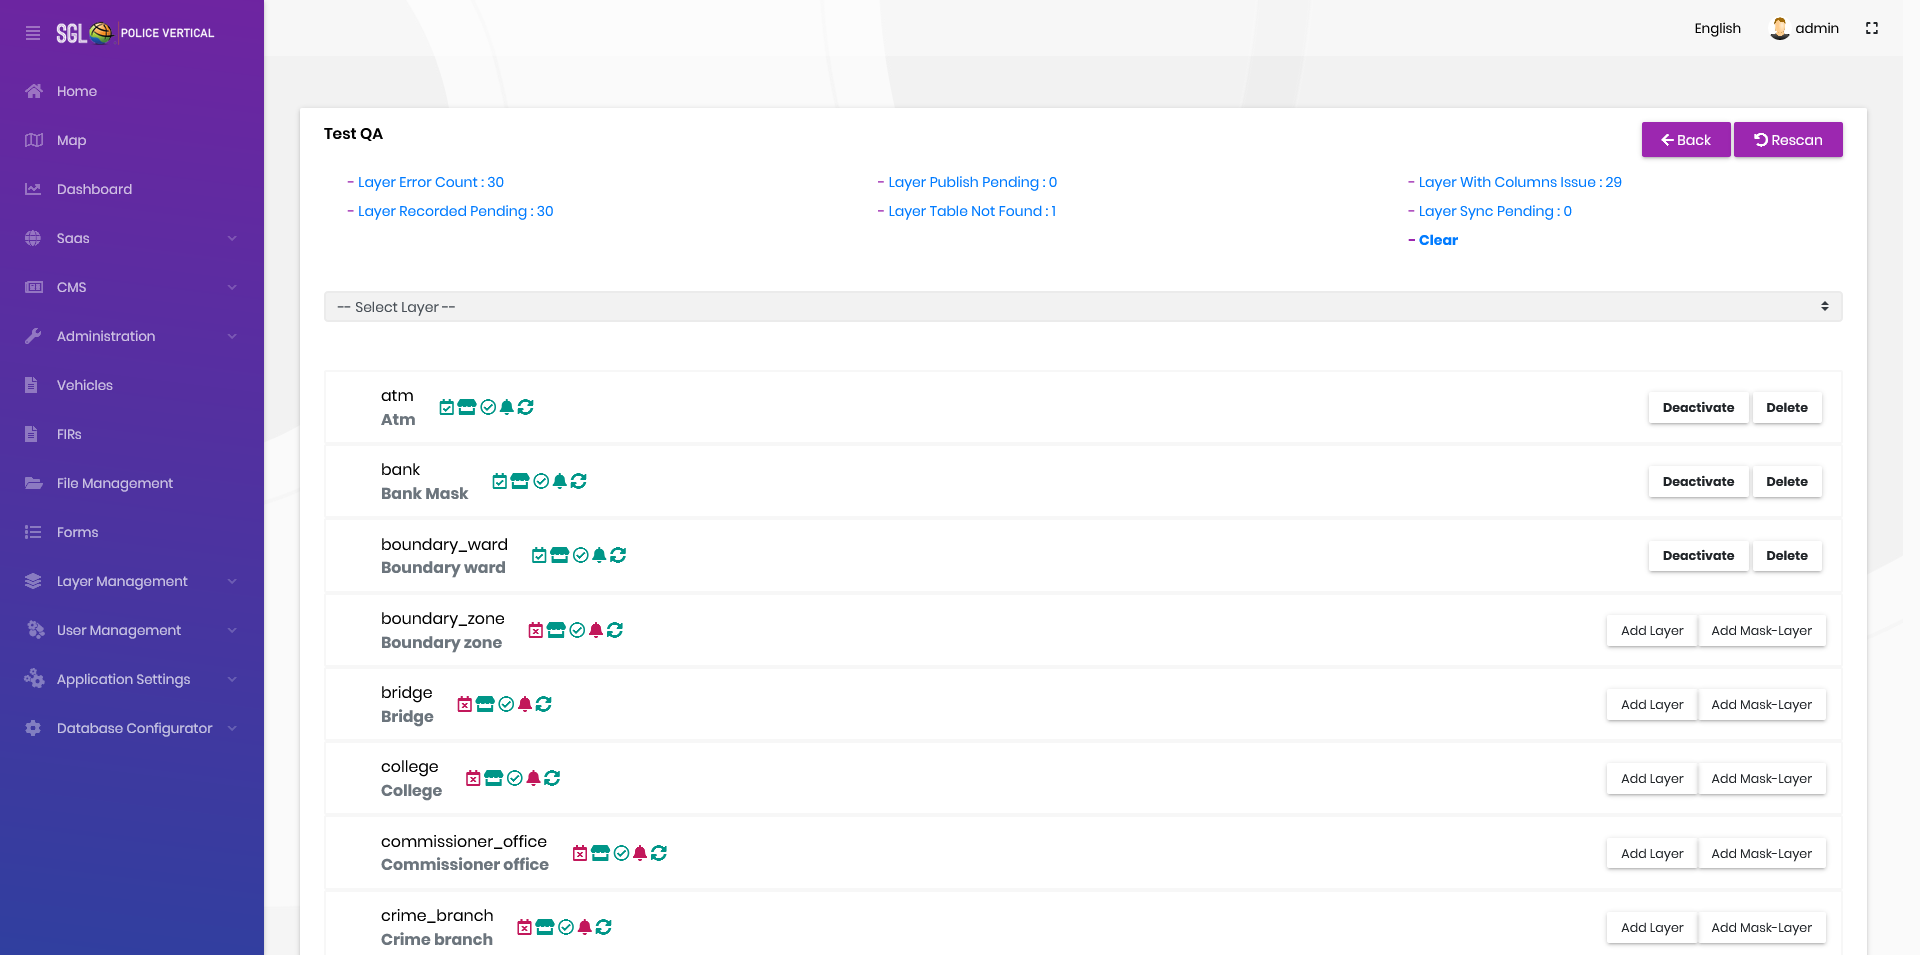 SGL POLICE VERTICAL
English
admin
Home
Map
Dashboard
Saas
CMS
Administration
Vehicles
FIRs
File Management
Forms
Layer Management
User Management
Application Settings
Database Configurator
Test QA
Back
Rescan
- Layer Error Count : 30
- Layer Publish Pending : 0
- Layer With Columns Issue : 29
- Layer Recorded Pending : 30
- Layer Table Not Found : 1
- Layer Sync Pending : 0
- Clear
-- Select Layer --
atm
Atm
Deactivate
Delete
bank
Bank Mask
Deactivate
Delete
boundary_ward
Boundary ward
Deactivate
Delete
boundary_zone
Boundary zone
Add Layer
Add Mask-Layer
bridge
Bridge
Add Layer
Add Mask-Layer
college
College
Add Layer
Add Mask-Layer
commissioner_office
Commissioner office
Add Layer
Add Mask-Layer
crime_branch
Crime branch
Add Layer
Add Mask-Layer